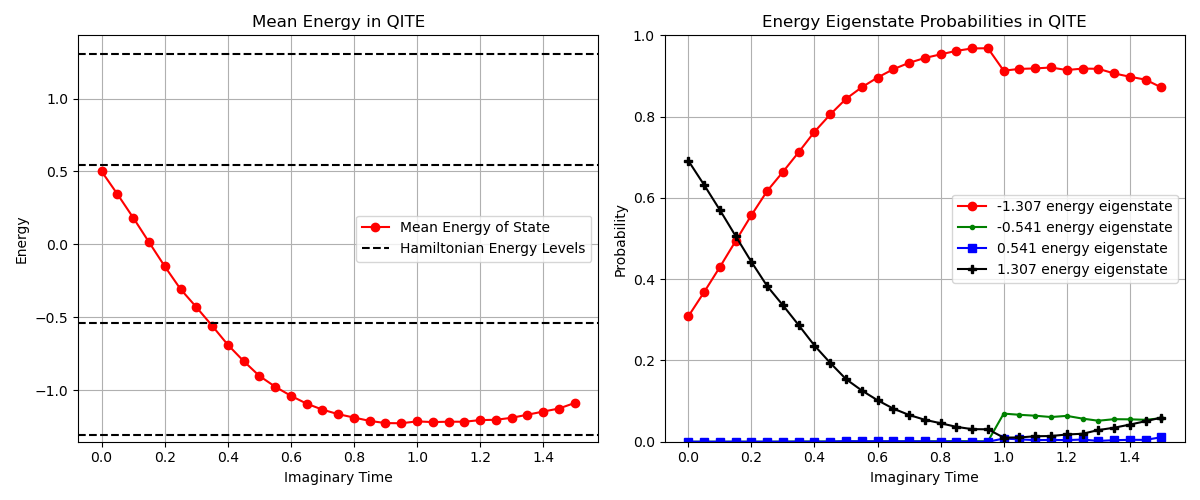 Mean Energy in QITE
Energy
1.0
0.5
0.0
−0.5
−1.0
0.0 0.2 0.4 0.6 0.8 1.0 1.2 1.4
Imaginary Time
Mean Energy of State
Hamiltonian Energy Levels
Energy Eigenstate Probabilities in QITE
Probability
1.0
0.8
0.6
0.4
0.2
0.0
0.0 0.2 0.4 0.6 0.8 1.0 1.2 1.4
Imaginary Time
-1.307 energy eigenstate
-0.541 energy eigenstate
0.541 energy eigenstate
1.307 energy eigenstate